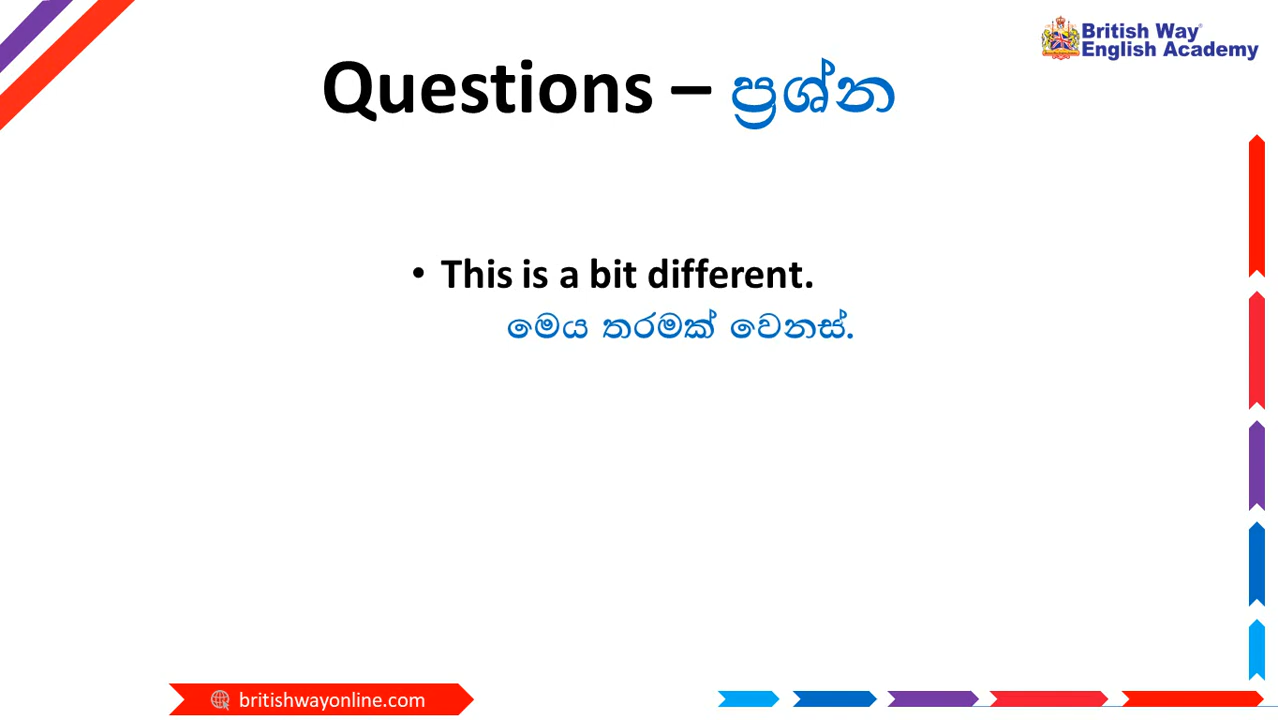 British Way®
English Academy
Questions – ප්‍රශ්න
• This is a bit different.
මෙය තරමක් වෙනස්.
britishwayonline.com